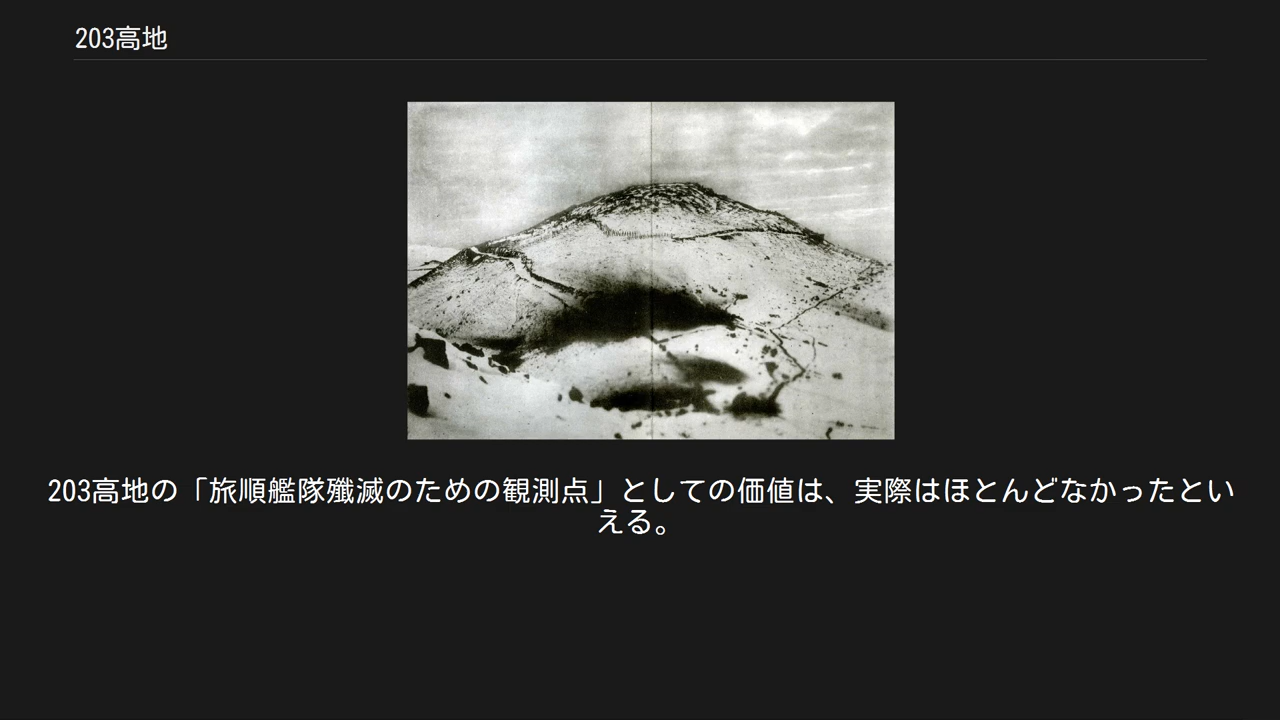 203高地
203高地の「旅順艦隊殲滅のための観測点」としての価値は、実際はほとんどなかったとい
える。